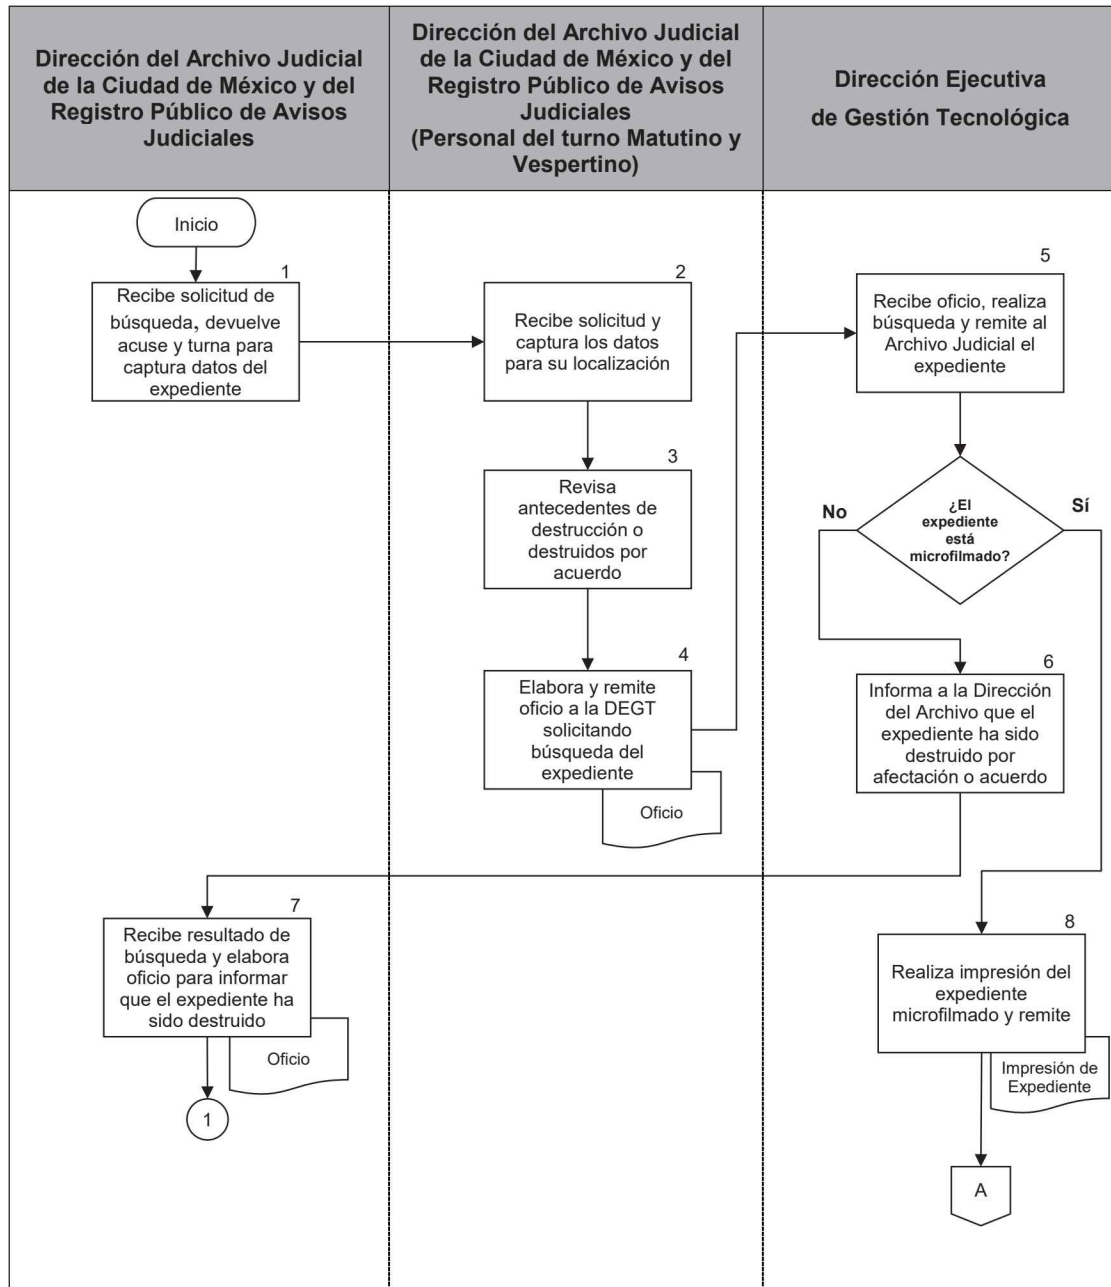 Dirección del Archivo Judicial
de la Ciudad de México y del
Registro Público de Avisos
Judiciales
Dirección del Archivo Judicial
de la Ciudad de México y del
Registro Público de Avisos
Judiciales
(Personal del turno Matutino y
Vespertino)
Dirección Ejecutiva
de Gestión Tecnológica
Inicio
1
Recibe solicitud de
búsqueda, devuelve
acuse y turna para
captura datos del
expediente
2
Recibe solicitud y
captura los datos
para su localización
3
Revisa
antecedentes de
destrucción o
destruidos por
acuerdo
4
Elabora y remite
oficio a la DEGT
solicitando
búsqueda del
expediente
Oficio
5
Recibe oficio, realiza
búsqueda y remite al
Archivo Judicial el
expediente
¿El
expediente
está
microfilmado?
No
Sí
6
Informa a la Dirección
del Archivo que el
expediente ha sido
destruido por
afectación o acuerdo
7
Recibe resultado de
búsqueda y elabora
oficio para informar
que el expediente ha
sido destruido
Oficio
1
8
Realiza impresión del
expediente
microfilmado y remite
Impresión de
Expediente
A